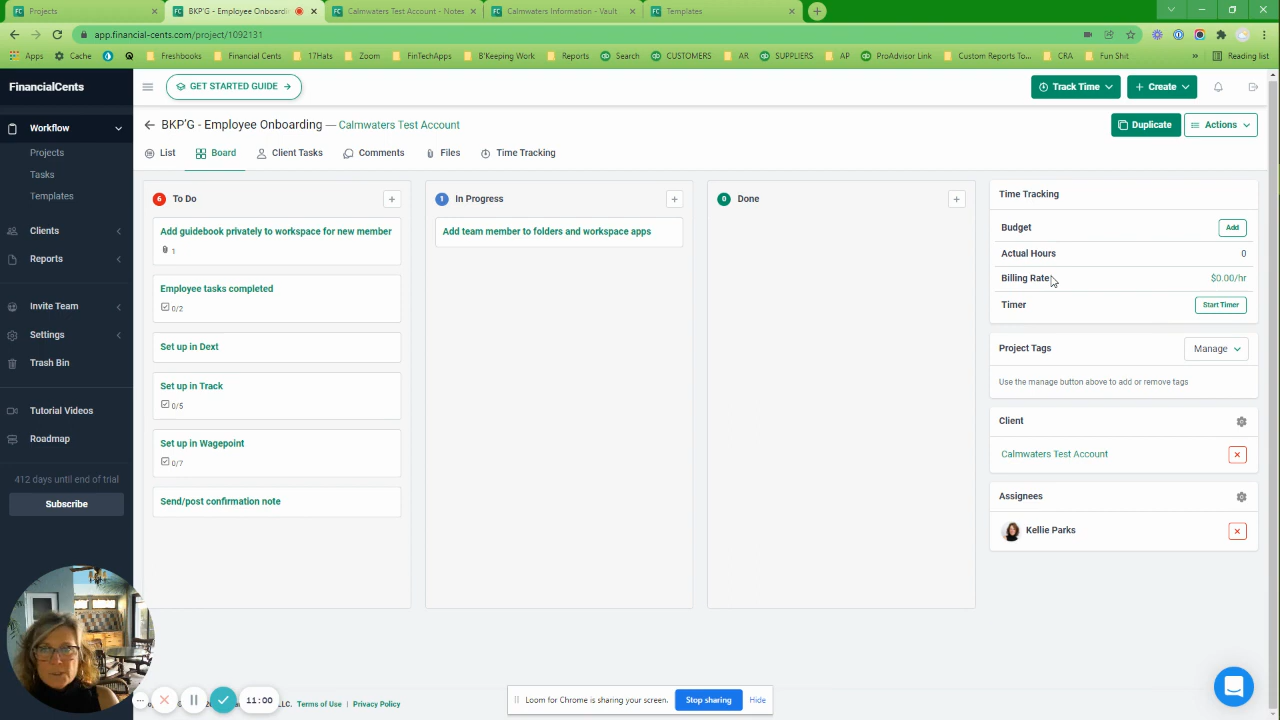 Projects
BKP'G - Employee Onboardi
Calmwaters Test Account - Notes
Calmwaters Information - Vault
Templates
app.financial-cents.com/project/1092131
Apps
Cache
Freshbooks
Financial Cents
17Hats
Zoom
FinTechApps
B'Keeping Work
Reports
Search
CUSTOMERS
AR
SUPPLIERS
AP
ProAdvisor Link
Custom Reports To...
CRA
Fun Shit
Reading list
FinancialCents
GET STARTED GUIDE
Track Time
Create
Workflow
Projects
Tasks
Templates
Clients
Reports
Invite Team
Settings
Trash Bin
Tutorial Videos
Roadmap
412 days until end of trial
Subscribe
BKP'G - Employee Onboarding — Calmwaters Test Account
Duplicate
Actions
List
Board
Client Tasks
Comments
Files
Time Tracking
6 To Do
Add guidebook privately to workspace for new member
1
Employee tasks completed
0/2
Set up in Dext
Set up in Track
0/5
Set up in Wagepoint
0/7
Send/post confirmation note
1 In Progress
Add team member to folders and workspace apps
0 Done
Time Tracking
Budget
Add
Actual Hours
0
Billing Rate
$0.00/hr
Timer
Start Timer
Project Tags
Manage
Use the manage button above to add or remove tags
Client
Calmwaters Test Account
Assignees
Kellie Parks
11:00
LLC. Terms of Use | Privacy Policy
Loom for Chrome is sharing your screen.
Stop sharing
Hide